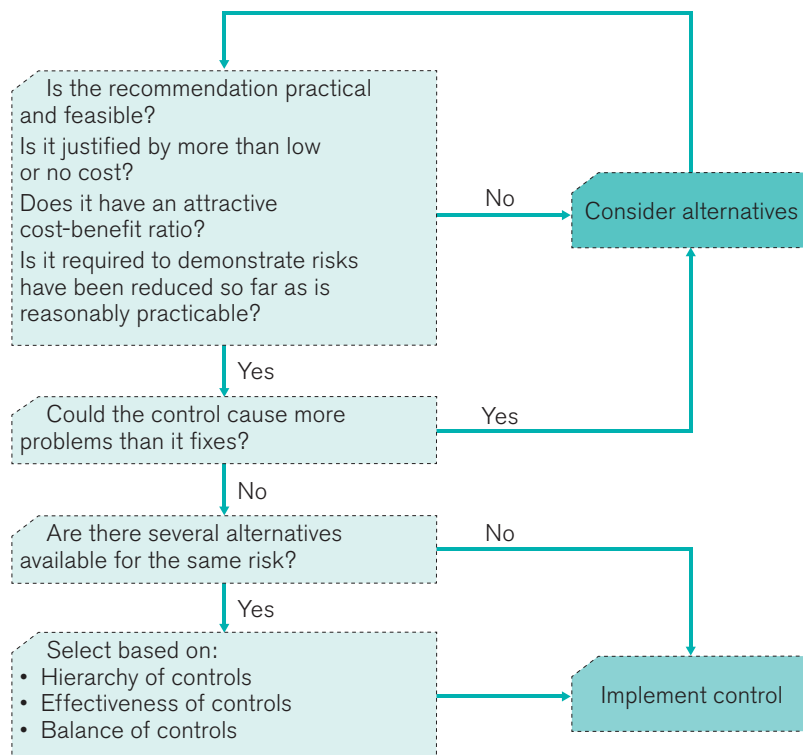 Is the recommendation practical
and feasible?
Is it justified by more than low
or no cost?
Does it have an attractive
cost-benefit ratio?
Is it required to demonstrate risks
have been reduced so far as is
reasonably practicable?
No
Consider alternatives
Yes
Could the control cause more
problems than it fixes?
Yes
No
Are there several alternatives
available for the same risk?
No
Yes
Select based on:
• Hierarchy of controls
• Effectiveness of controls
• Balance of controls
Implement control